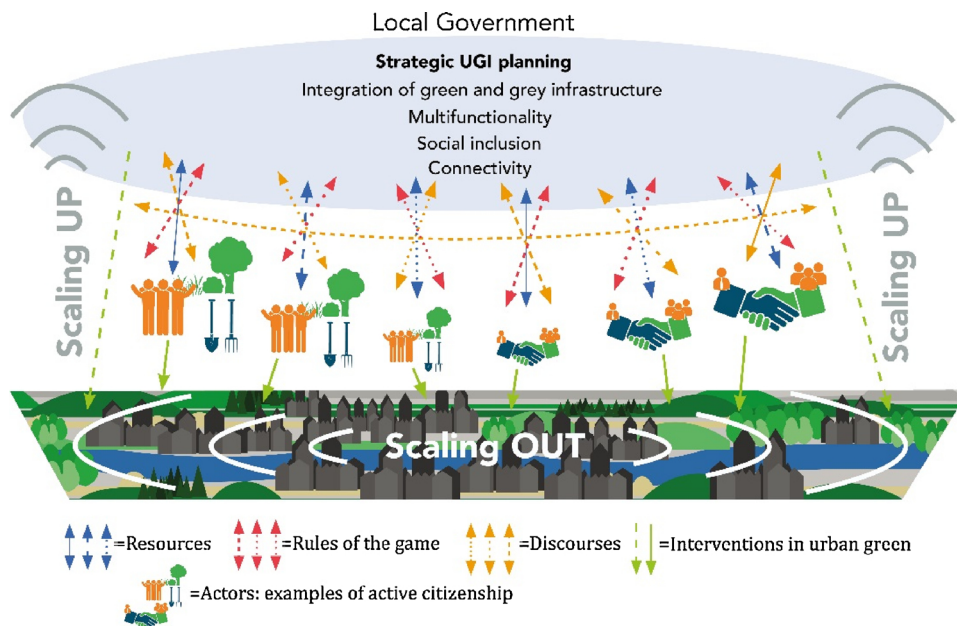 Local Government
Strategic UGI planning
Integration of green and grey infrastructure
Multifunctionality
Social inclusion
Connectivity
Scaling UP
Scaling UP
Scaling OUT
=Resources
=Rules of the game
=Discourses
=Interventions in urban green
=Actors: examples of active citizenship